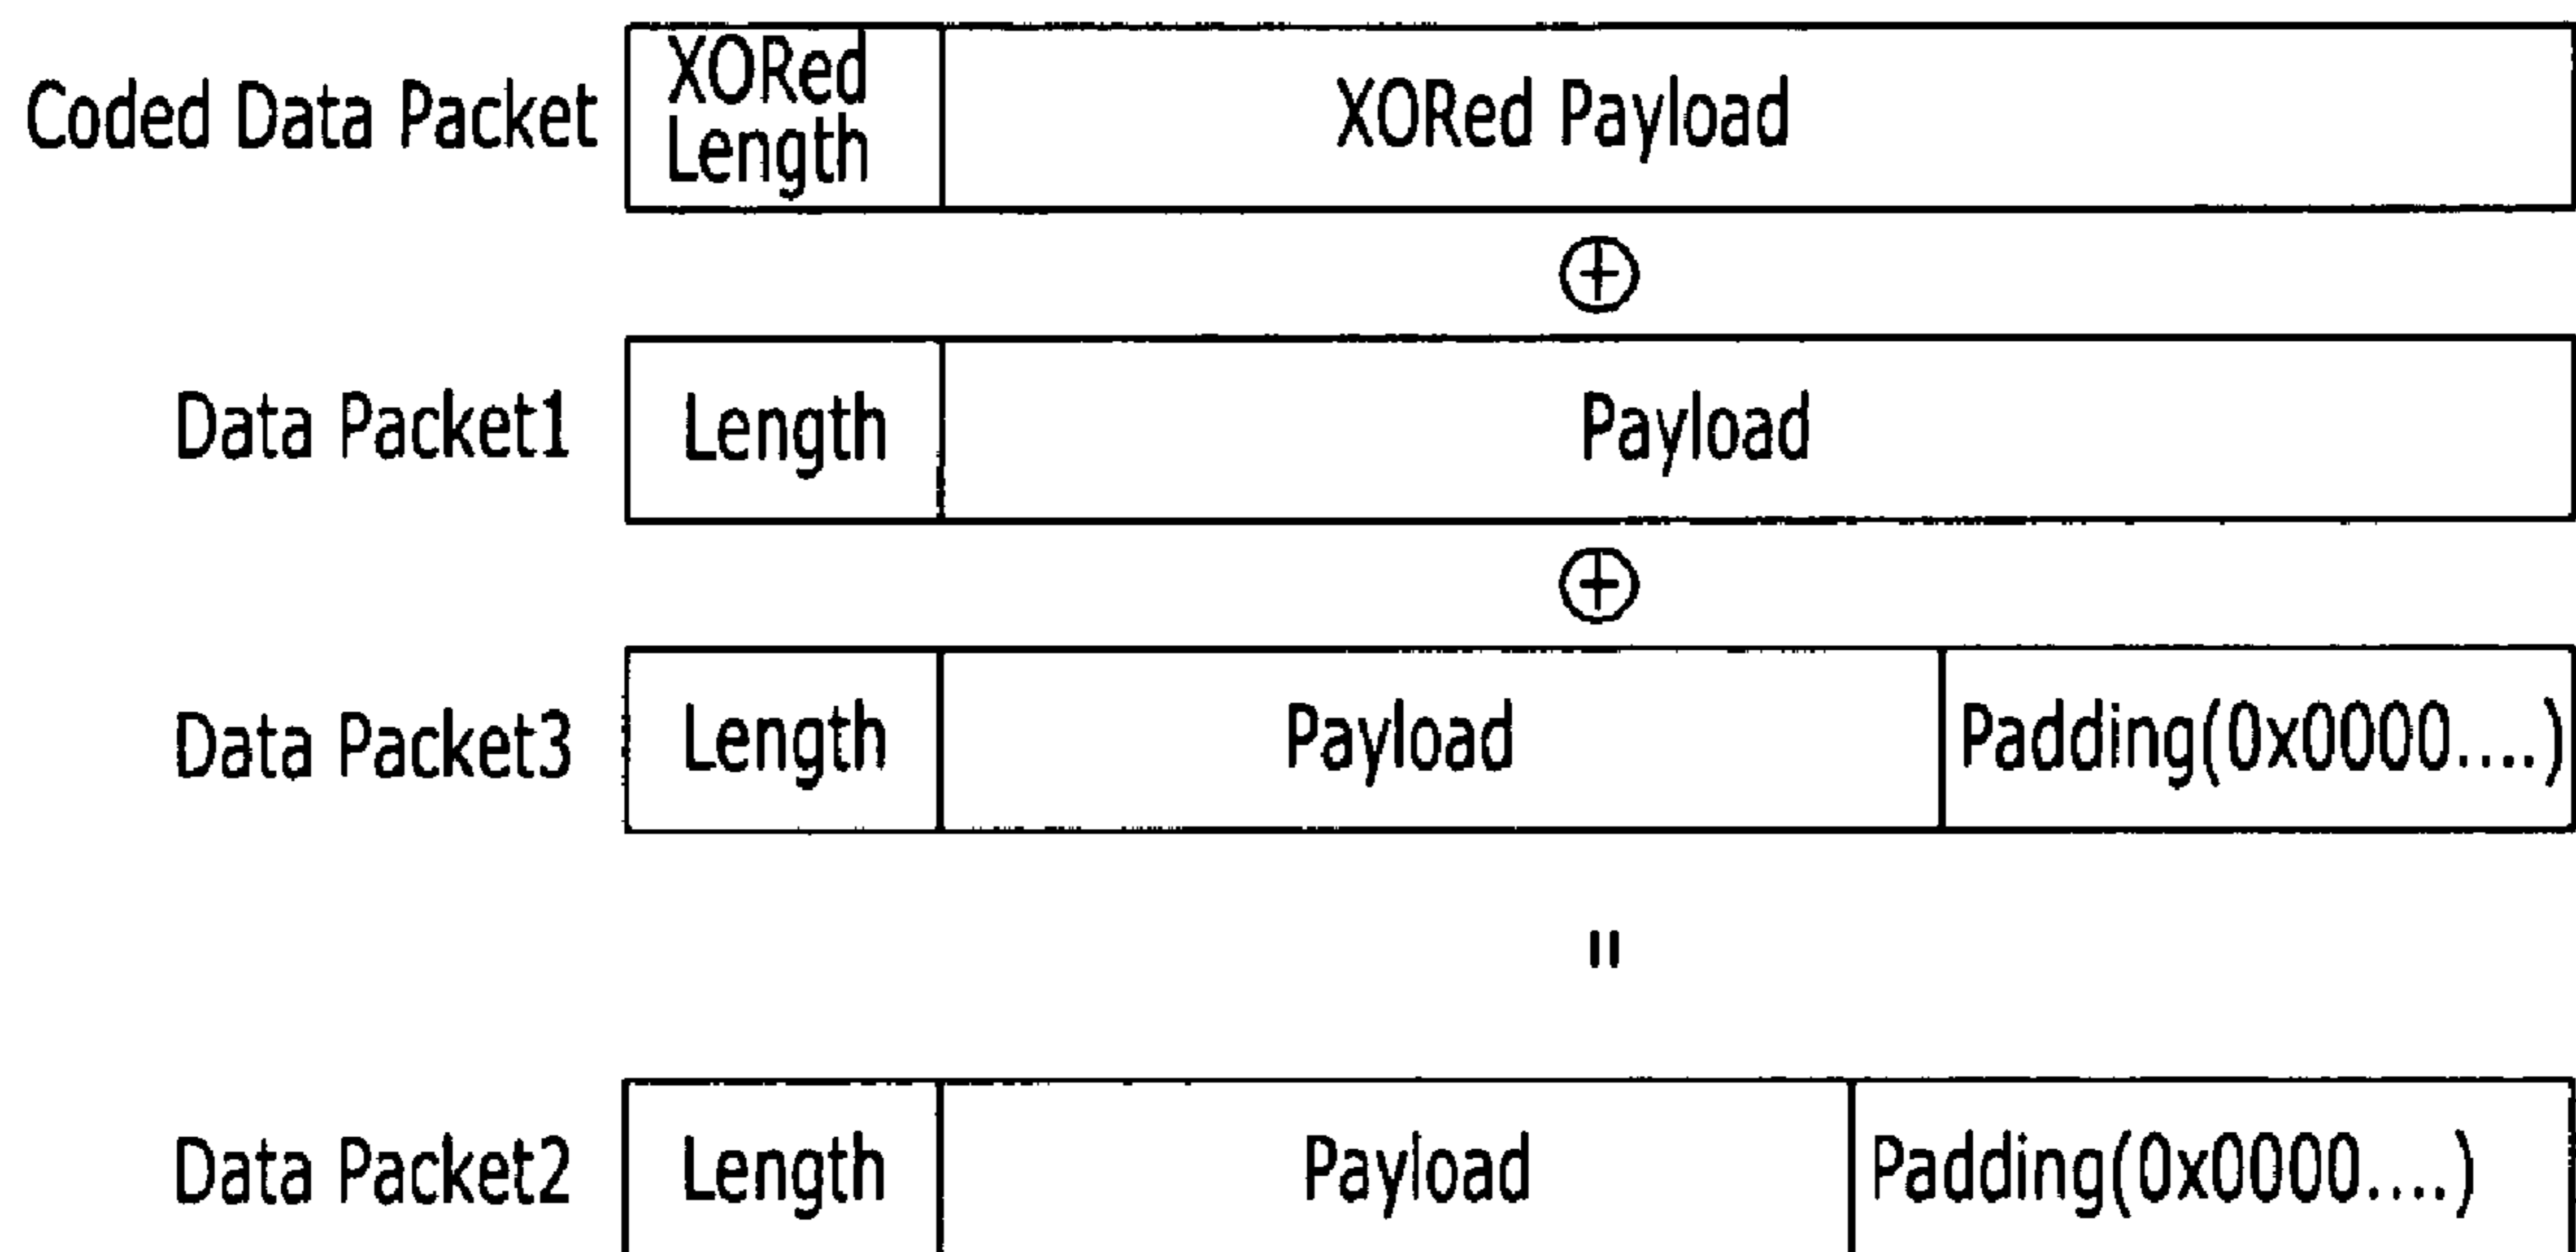 Coded Data Packet
XORed
Length
XORed Payload
⊕
Data Packet1
Length
Payload
⊕
Data Packet3
Length
Payload
Padding(0x0000....)
=
Data Packet2
Length
Payload
Padding(0x0000....)